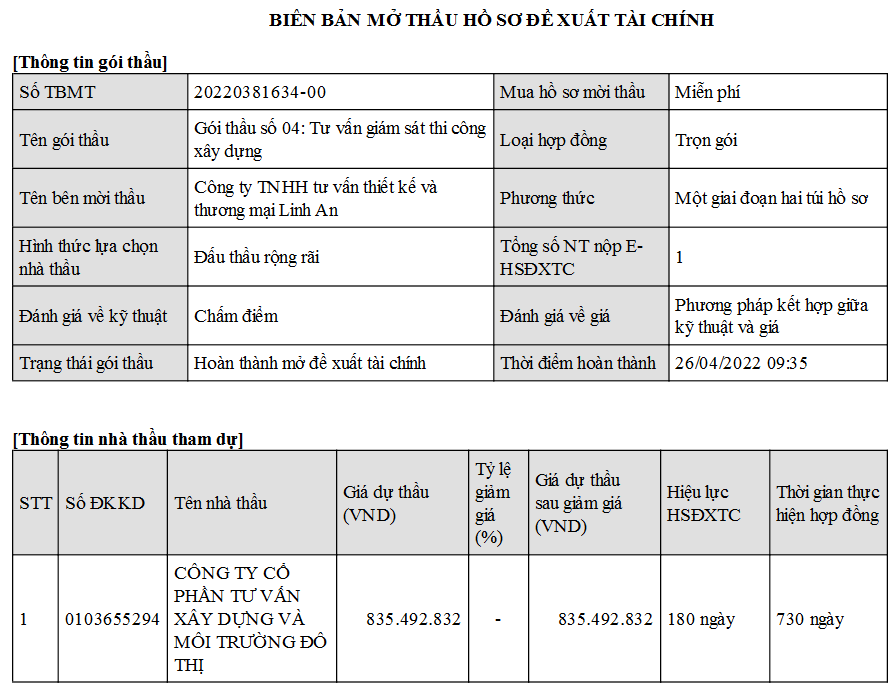 BIÊN BẢN MỞ THẦU HỒ SƠ ĐỀ XUẤT TÀI CHÍNH
[Thông tin gói thầu]
Số TBMT
20220381634-00
Mua hồ sơ mời thầu
Miễn phí
Tên gói thầu
Gói thầu số 04: Tư vấn giám sát thi công
xây dựng
Loại hợp đồng
Trọn gói
Tên bên mời thầu
Công ty TNHH tư vấn thiết kế và
thương mại Linh An
Phương thức
Một giai đoạn hai túi hồ sơ
Hình thức lựa chọn
nhà thầu
Đấu thầu rộng rãi
Tổng số NT nộp E-
HSĐXTC
1
Đánh giá về kỹ thuật
Chấm điểm
Đánh giá về giá
Phương pháp kết hợp giữa
kỹ thuật và giá
Trạng thái gói thầu
Hoàn thành mở đề xuất tài chính
Thời điểm hoàn thành
26/04/2022 09:35
[Thông tin nhà thầu tham dự]
STT
Số ĐKKD
Tên nhà thầu
Giá dự thầu
(VND)
Tỷ lệ
giảm
giá
(%)
Giá dự thầu
sau giảm giá
(VND)
Hiệu lực
HSĐXTC
Thời gian thực
hiện hợp đồng
1
0103655294
CÔNG TY CỔ
PHẦN TƯ VẤN
XÂY DỰNG VÀ
MÔI TRƯỜNG ĐÔ
THỊ
835.492.832
-
835.492.832
180 ngày
730 ngày